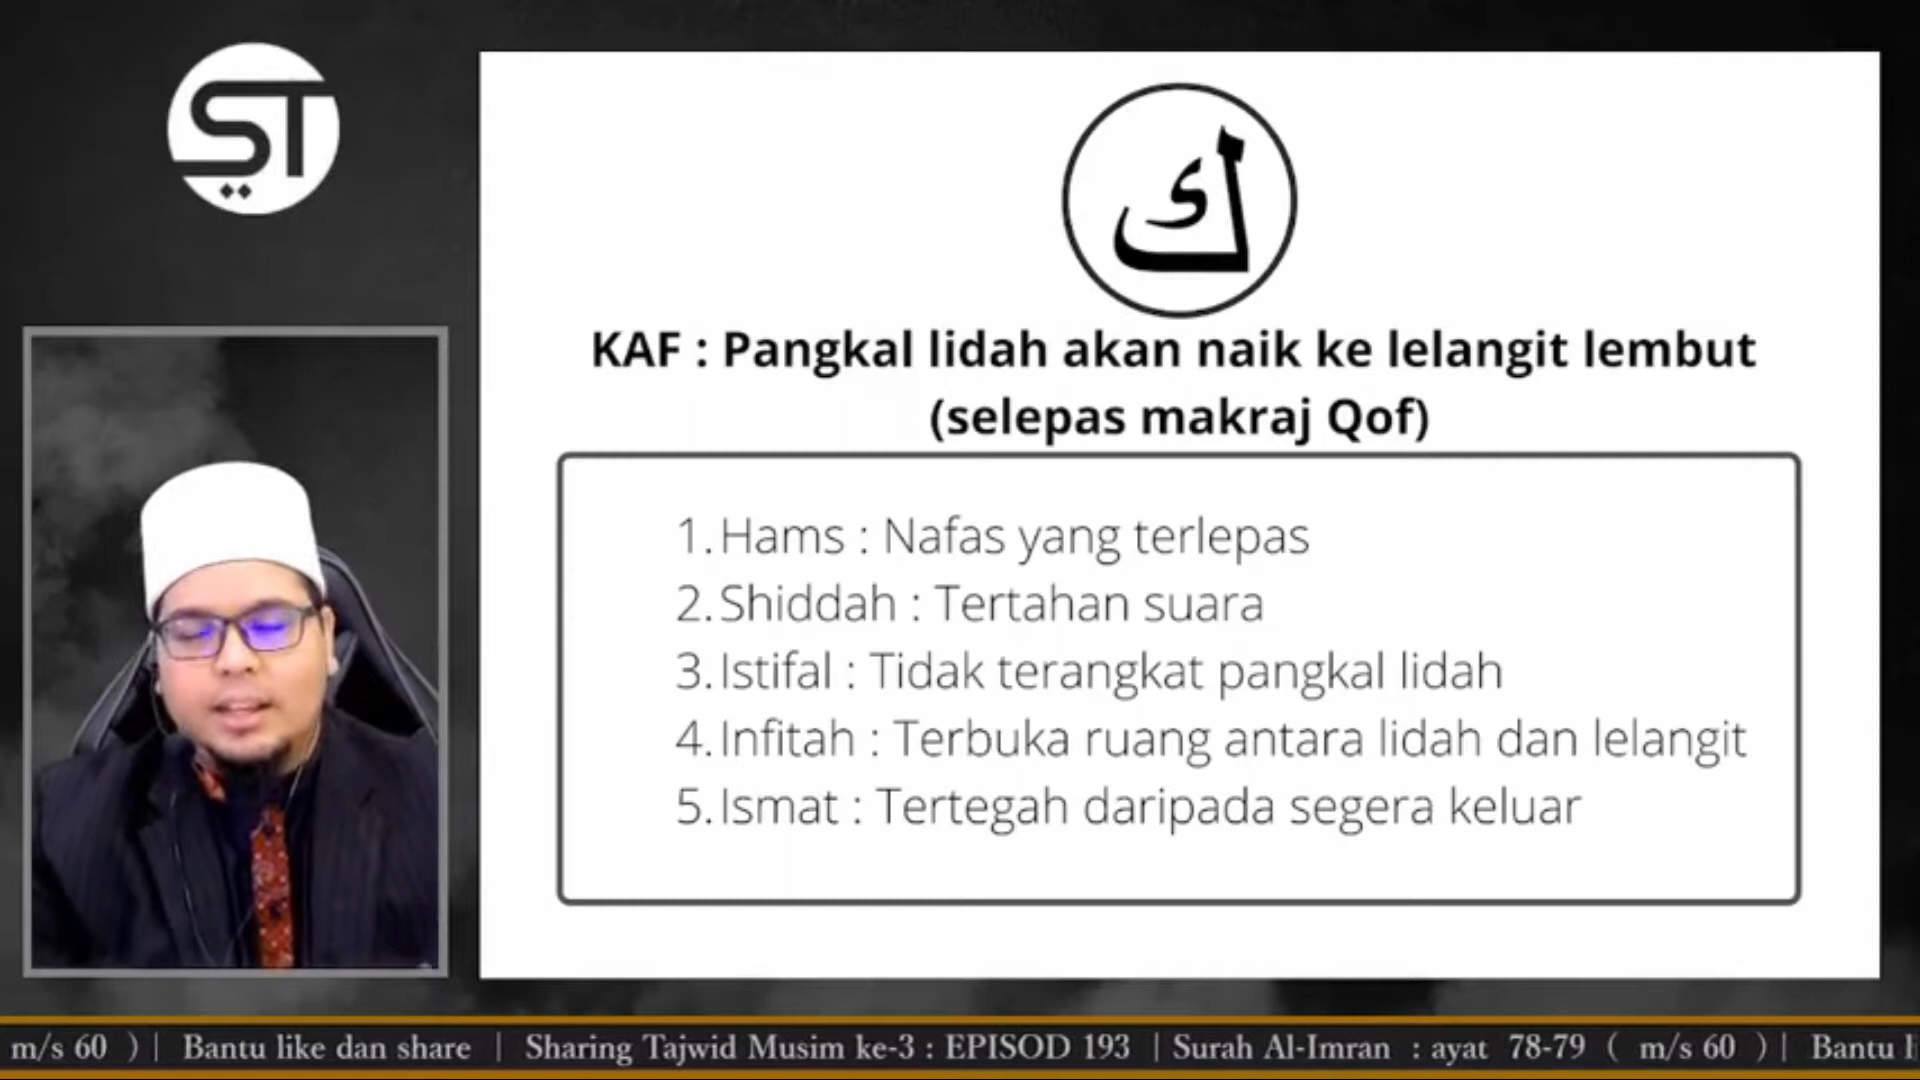 ST
ك
KAF : Pangkal lidah akan naik ke lelangit lembut
(selepas makraj Qof)
1. Hams : Nafas yang terlepas
2. Shiddah : Tertahan suara
3. Istifal : Tidak terangkat pangkal lidah
4. Infitah : Terbuka ruang antara lidah dan lelangit
5. Ismat : Tertegah daripada segera keluar
m/s 60 ) | Bantu like dan share | Sharing Tajwid Musim ke-3 : EPISOD 193 | Surah Al-Imran : ayat 78-79 ( m/s 60 ) | Bantu l